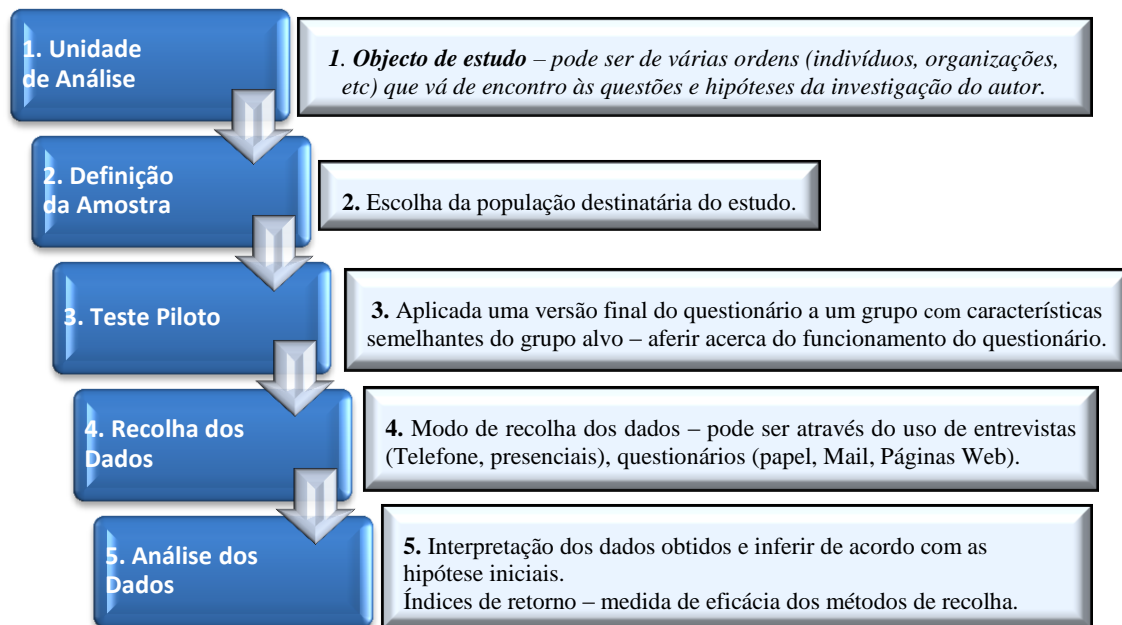 1. Unidade
de Análise
1. Objecto de estudo – pode ser de várias ordens (indivíduos, organizações,
etc) que vá de encontro às questões e hipóteses da investigação do autor.
2. Definição
da Amostra
2. Escolha da população destinatária do estudo.
3. Teste Piloto
3. Aplicada uma versão final do questionário a um grupo com características
semelhantes do grupo alvo – aferir acerca do funcionamento do questionário.
4. Recolha dos
Dados
4. Modo de recolha dos dados – pode ser através do uso de entrevistas
(Telefone, presenciais), questionários (papel, Mail, Páginas Web).
5. Análise dos
Dados
5. Interpretação dos dados obtidos e inferir de acordo com as
hipótese iniciais.
Índices de retorno – medida de eficácia dos métodos de recolha.